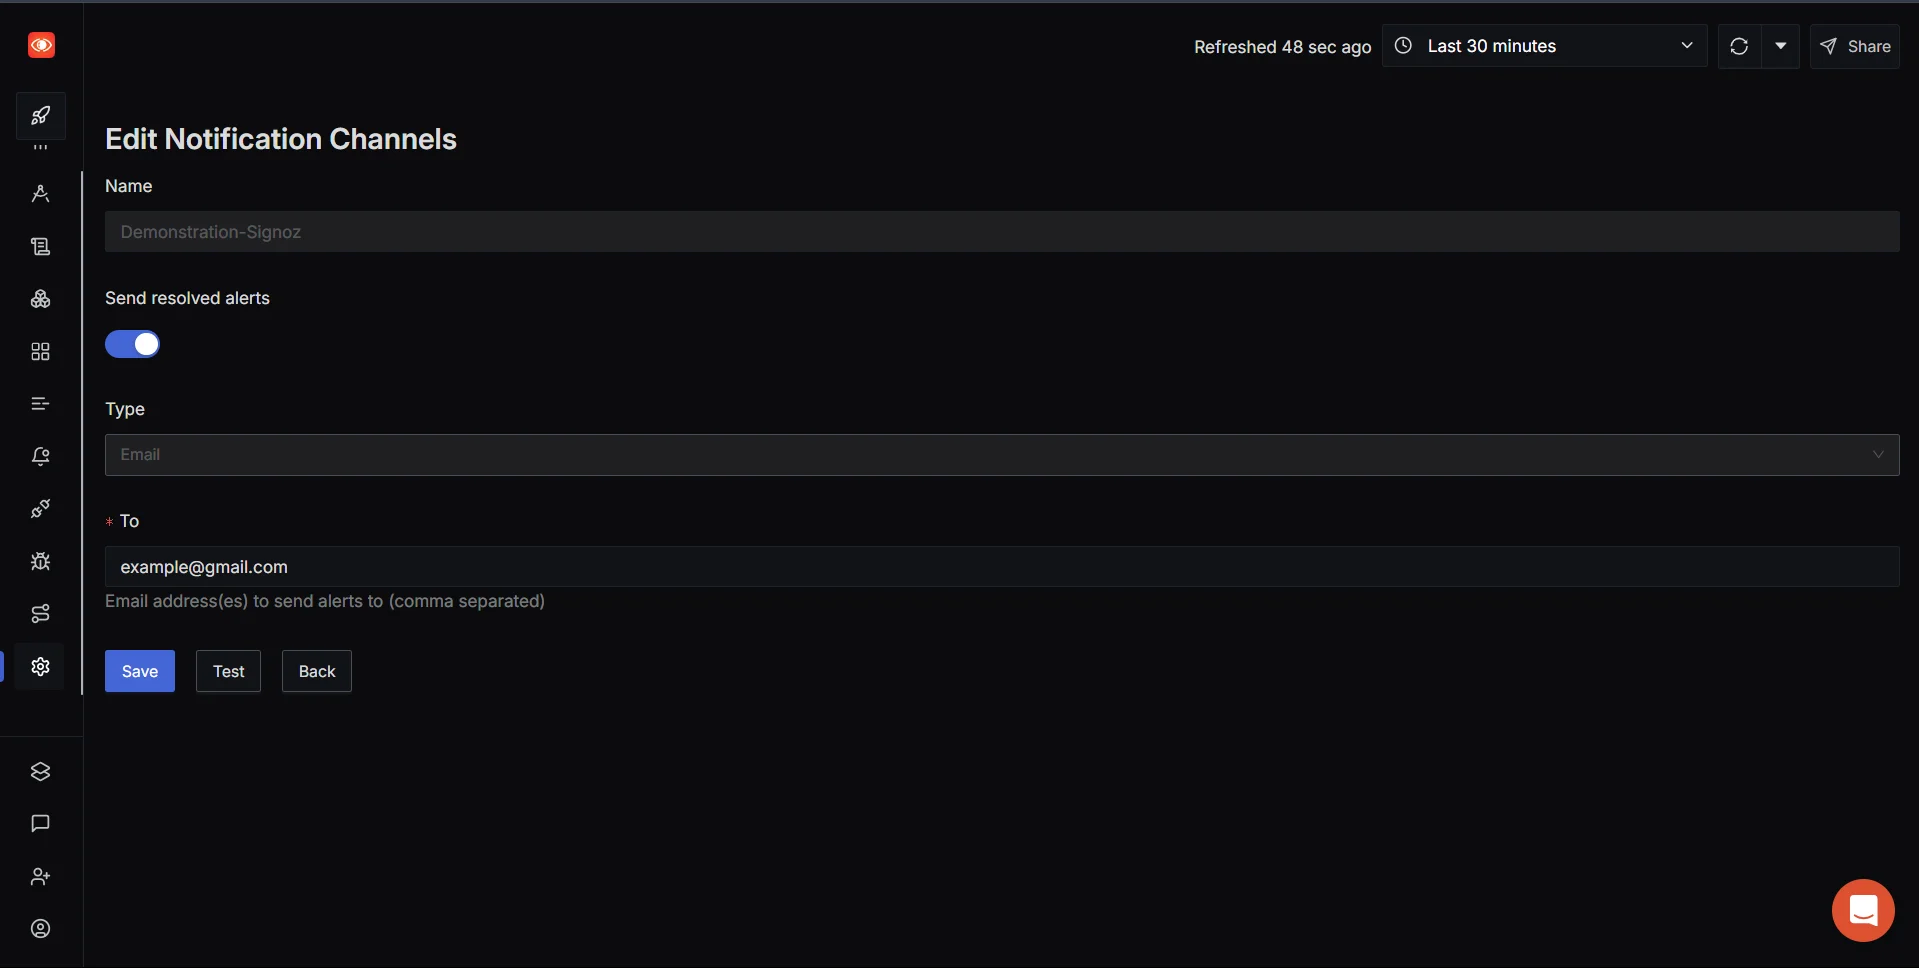 Refreshed 48 sec ago
Last 30 minutes
Share
Edit Notification Channels
Name
Demonstration-Signoz
Send resolved alerts
Type
Email
* To
example@gmail.com
Email address(es) to send alerts to (comma separated)
Save
Test
Back